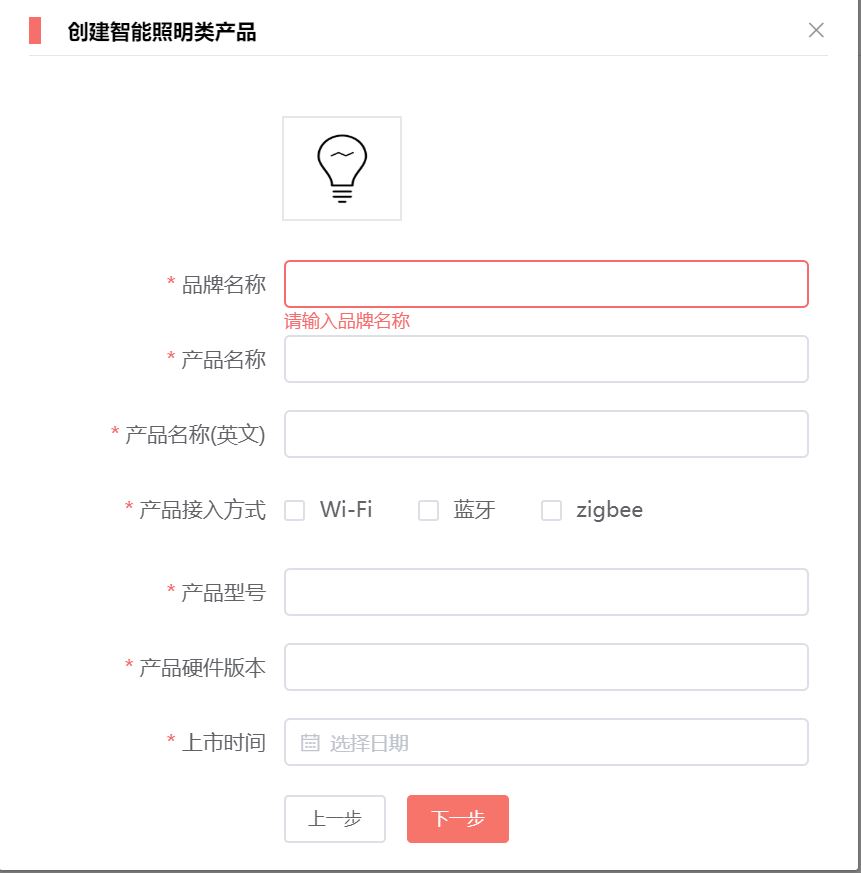 创建智能照明类产品
* 品牌名称
请输入品牌名称
* 产品名称
* 产品名称(英文)
* 产品接入方式 Wi-Fi 蓝牙 zigbee
* 产品型号
* 产品硬件版本
* 上市时间 选择日期
上一步 下一步